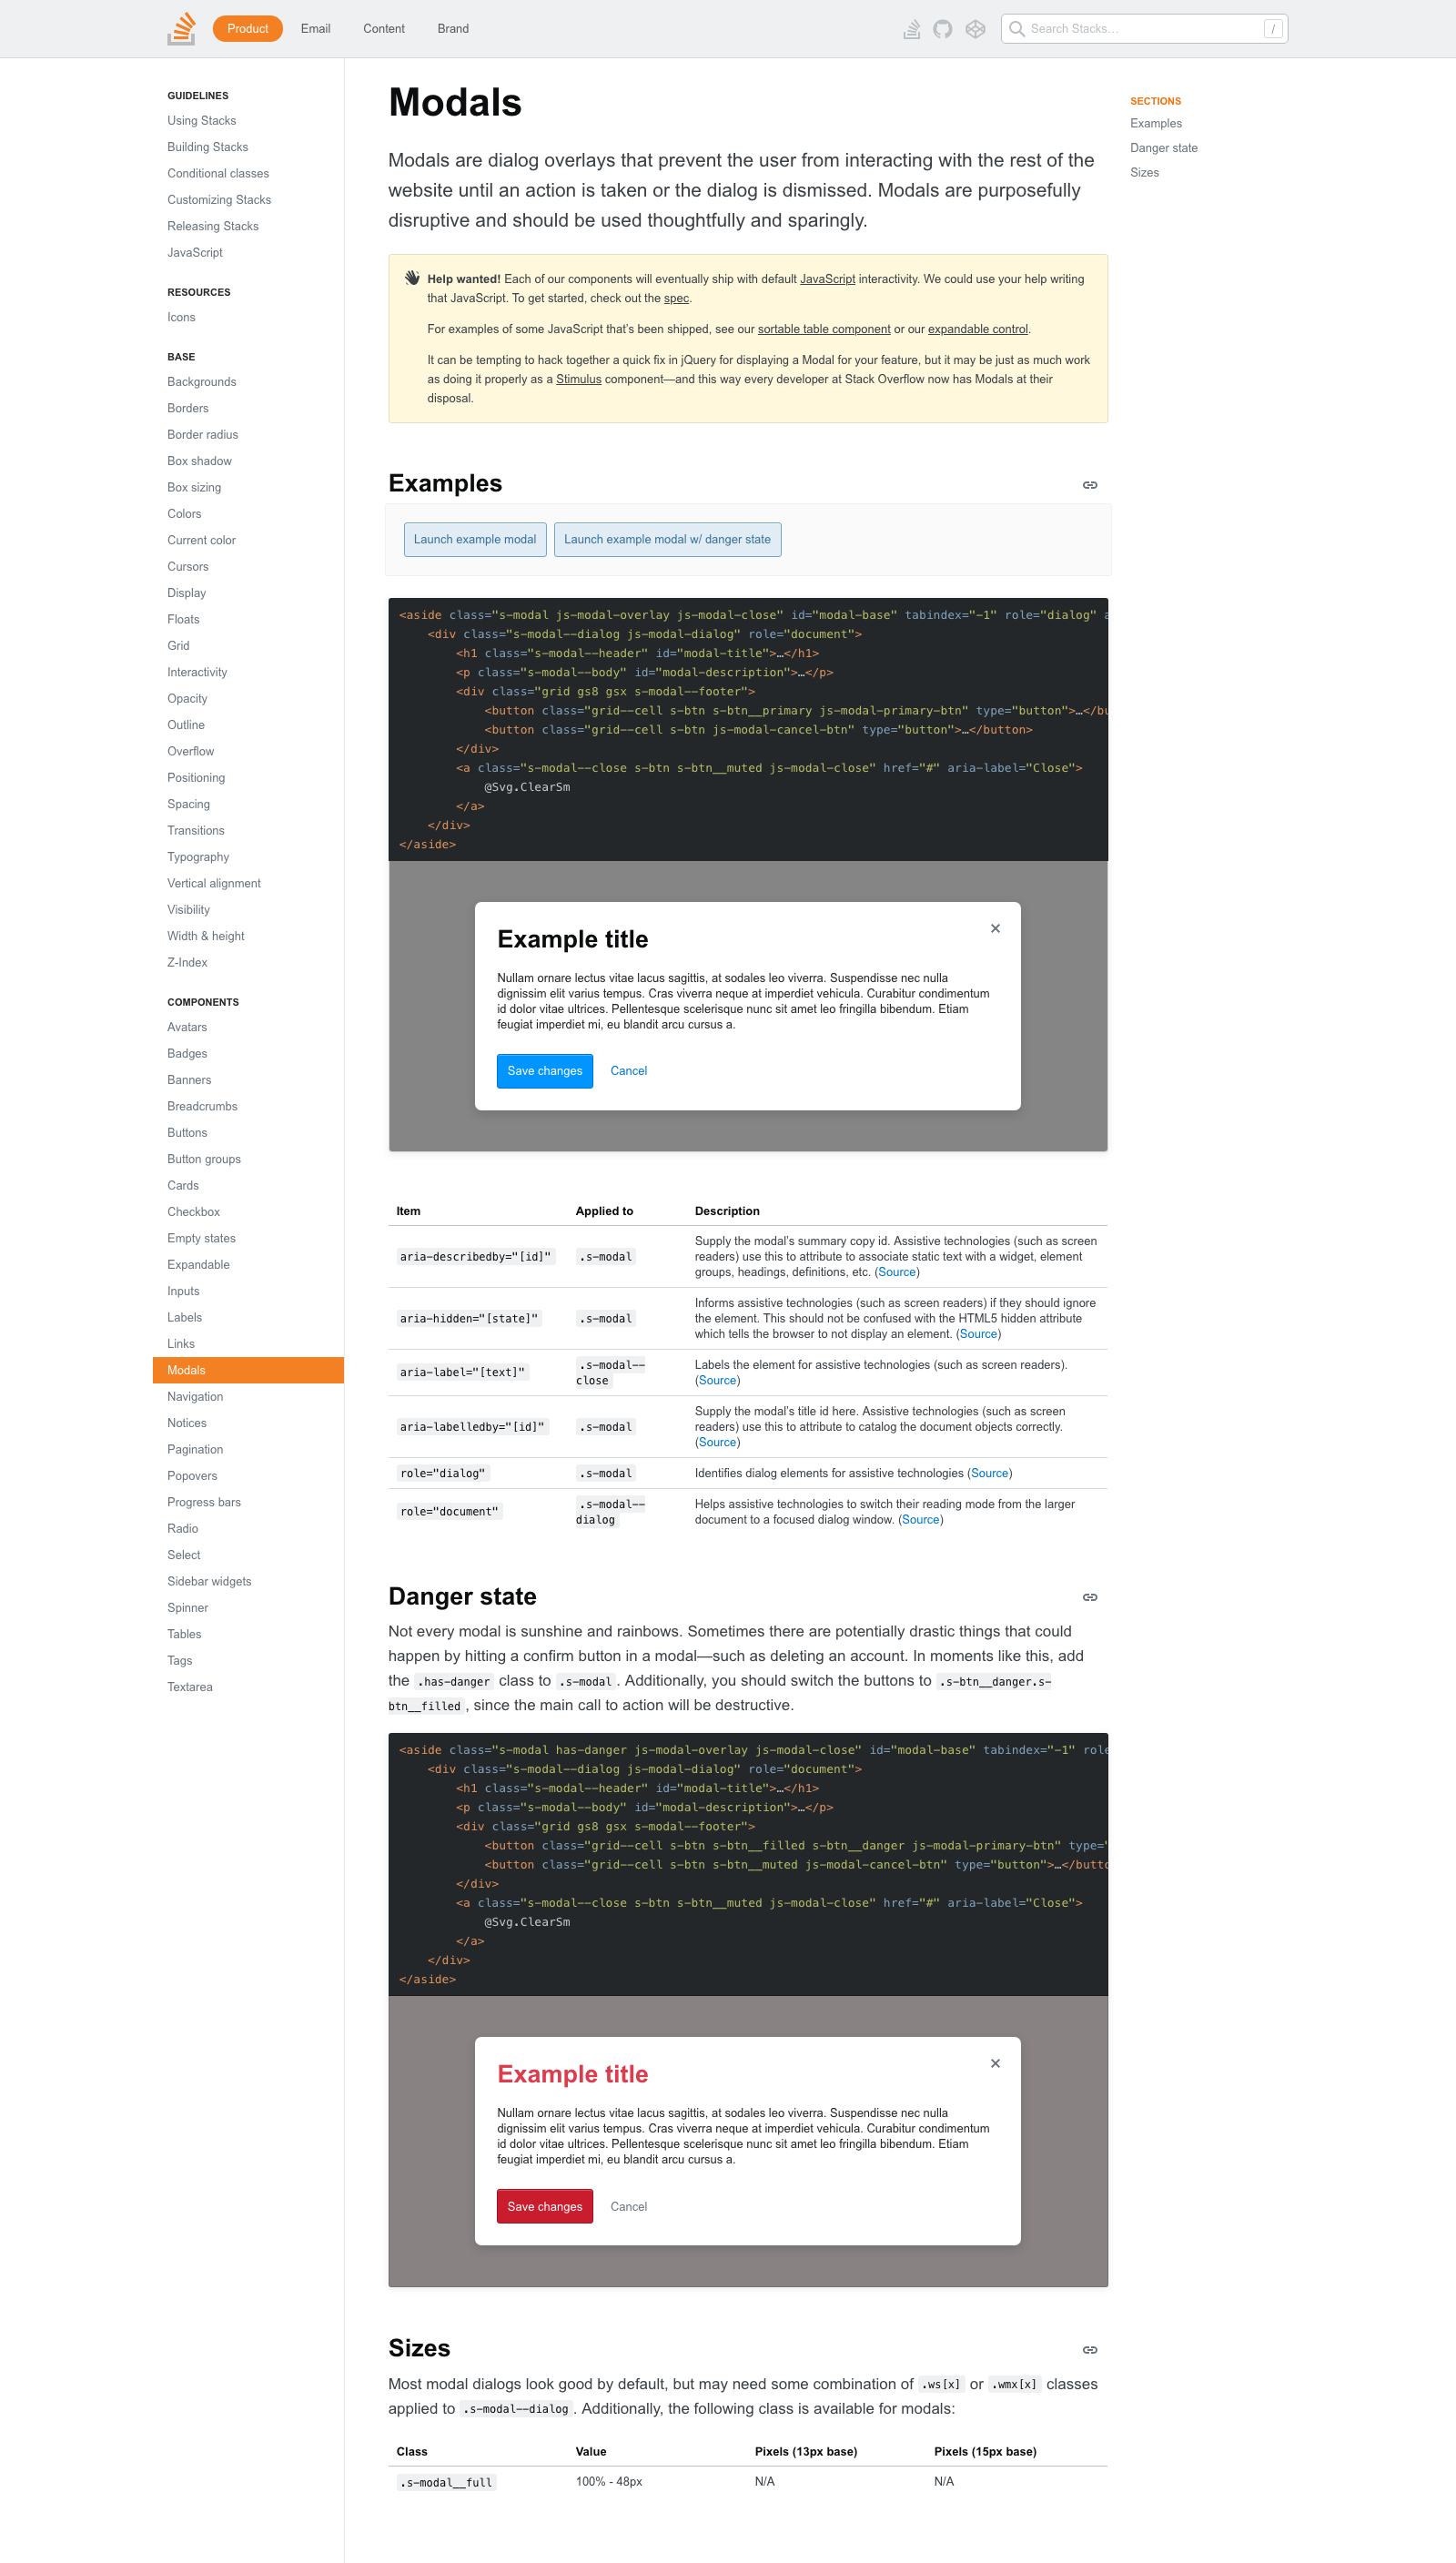 Product
Email
Content
Brand
Search Stacks…
/
GUIDELINES
Using Stacks
Building Stacks
Conditional classes
Customizing Stacks
Releasing Stacks
JavaScript
RESOURCES
Icons
BASE
Backgrounds
Borders
Border radius
Box shadow
Box sizing
Colors
Current color
Cursors
Display
Floats
Grid
Interactivity
Opacity
Outline
Overflow
Positioning
Spacing
Transitions
Typography
Vertical alignment
Visibility
Width & height
Z-Index
COMPONENTS
Avatars
Badges
Banners
Breadcrumbs
Buttons
Button groups
Cards
Checkbox
Empty states
Expandable
Inputs
Labels
Links
Modals
Navigation
Notices
Pagination
Popovers
Progress bars
Radio
Select
Sidebar widgets
Spinner
Tables
Tags
Textarea
Modals
Modals are dialog overlays that prevent the user from interacting with the rest of the
website until an action is taken or the dialog is dismissed. Modals are purposefully
disruptive and should be used thoughtfully and sparingly.
Help wanted! Each of our components will eventually ship with default JavaScript interactivity. We could use your help writing
that JavaScript. To get started, check out the spec.
For examples of some JavaScript that’s been shipped, see our sortable table component or our expandable control.
It can be tempting to hack together a quick fix in jQuery for displaying a Modal for your feature, but it may be just as much work
as doing it properly as a Stimulus component—and this way every developer at Stack Overflow now has Modals at their
disposal.
Examples
Launch example modal
Launch example modal w/ danger state
<aside class="s-modal js-modal-overlay js-modal-close" id="modal-base" tabindex="-1" role="dialog" a
<div class="s-modal--dialog js-modal-dialog" role="document">
<h1 class="s-modal--header" id="modal-title">…</h1>
<p class="s-modal--body" id="modal-description">…</p>
<div class="grid gs8 gsx s-modal--footer">
<button class="grid--cell s-btn s-btn__primary js-modal-primary-btn" type="button">…</bu
<button class="grid--cell s-btn js-modal-cancel-btn" type="button">…</button>
</div>
<a class="s-modal--close s-btn s-btn__muted js-modal-close" href="#" aria-label="Close">
@Svg.ClearSm
</a>
</div>
</aside>
Example title
Nullam ornare lectus vitae lacus sagittis, at sodales leo viverra. Suspendisse nec nulla
dignissim elit varius tempus. Cras viverra neque at imperdiet vehicula. Curabitur condimentum
id dolor vitae ultrices. Pellentesque scelerisque nunc sit amet leo fringilla bibendum. Etiam
feugiat imperdiet mi, eu blandit arcu cursus a.
Save changes
Cancel
Item
Applied to
Description
aria-describedby="[id]"
.s-modal
Supply the modal’s summary copy id. Assistive technologies (such as screen
readers) use this to attribute to associate static text with a widget, element
groups, headings, definitions, etc. (Source)
aria-hidden="[state]"
.s-modal
Informs assistive technologies (such as screen readers) if they should ignore
the element. This should not be confused with the HTML5 hidden attribute
which tells the browser to not display an element. (Source)
aria-label="[text]"
.s-modal--
close
Labels the element for assistive technologies (such as screen readers).
(Source)
aria-labelledby="[id]"
.s-modal
Supply the modal’s title id here. Assistive technologies (such as screen
readers) use this to attribute to catalog the document objects correctly.
(Source)
role="dialog"
.s-modal
Identifies dialog elements for assistive technologies (Source)
role="document"
.s-modal--
dialog
Helps assistive technologies to switch their reading mode from the larger
document to a focused dialog window. (Source)
Danger state
Not every modal is sunshine and rainbows. Sometimes there are potentially drastic things that could
happen by hitting a confirm button in a modal—such as deleting an account. In moments like this, add
the .has-danger class to .s-modal. Additionally, you should switch the buttons to .s-btn__danger.s-
btn__filled, since the main call to action will be destructive.
<aside class="s-modal has-danger js-modal-overlay js-modal-close" id="modal-base" tabindex="-1" role
<div class="s-modal--dialog js-modal-dialog" role="document">
<h1 class="s-modal--header" id="modal-title">…</h1>
<p class="s-modal--body" id="modal-description">…</p>
<div class="grid gs8 gsx s-modal--footer">
<button class="grid--cell s-btn s-btn__filled s-btn__danger js-modal-primary-btn" type="
<button class="grid--cell s-btn s-btn__muted js-modal-cancel-btn" type="button">…</butto
</div>
<a class="s-modal--close s-btn s-btn__muted js-modal-close" href="#" aria-label="Close">
@Svg.ClearSm
</a>
</div>
</aside>
Example title
Nullam ornare lectus vitae lacus sagittis, at sodales leo viverra. Suspendisse nec nulla
dignissim elit varius tempus. Cras viverra neque at imperdiet vehicula. Curabitur condimentum
id dolor vitae ultrices. Pellentesque scelerisque nunc sit amet leo fringilla bibendum. Etiam
feugiat imperdiet mi, eu blandit arcu cursus a.
Save changes
Cancel
Sizes
Most modal dialogs look good by default, but may need some combination of .ws[x] or .wmx[x] classes
applied to .s-modal--dialog. Additionally, the following class is available for modals:
Class
Value
Pixels (13px base)
Pixels (15px base)
.s-modal__full
100% - 48px
N/A
N/A
SECTIONS
Examples
Danger state
Sizes